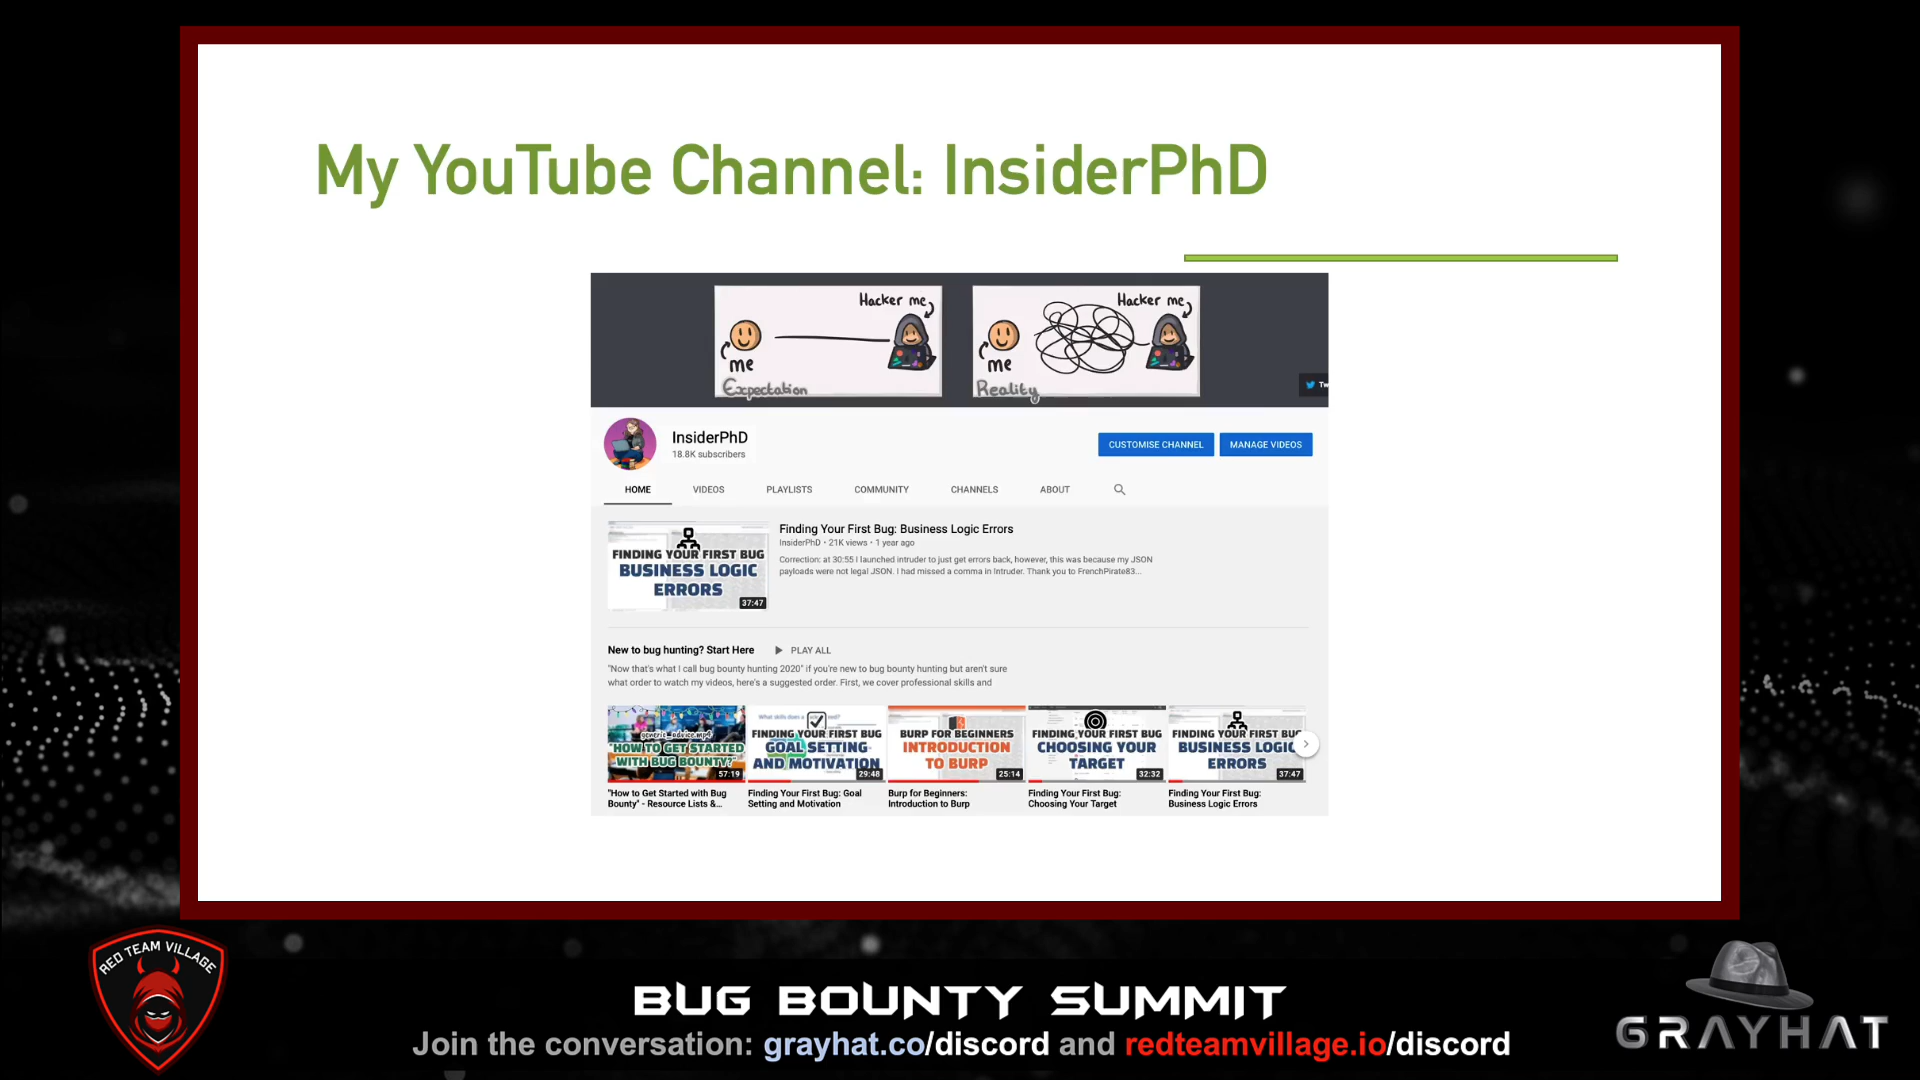 My YouTube Channel: InsiderPhD
Hacker me
me
Expectation
Hacker me
me
Reality
Tw
InsiderPhD
18.8K subscribers
CUSTOMISE CHANNEL
MANAGE VIDEOS
HOME VIDEOS PLAYLISTS COMMUNITY CHANNELS ABOUT
FINDING YOUR FIRST BUG
BUSINESS LOGIC
ERRORS
37:47
Finding Your First Bug: Business Logic Errors
InsiderPhD • 21K views • 1 year ago
Correction: at 30:55 I launched intruder to just get errors back, however, this was because my JSON
payloads were not legal JSON. I had missed a comma in Intruder. Thank you to FrenchPirate83...
New to bug hunting? Start Here PLAY ALL
"Now that's what I call bug bounty hunting 2020" if you're new to bug bounty hunting but aren't sure
what order to watch my videos, here's a suggested order. First, we cover professional skills and
generic_advice.mp4
"HOW TO GET STARTED
WITH BUG BOUNTY?"
57:19
"How to Get Started with Bug
Bounty" - Resource Lists &...
What skills does a
FINDING YOUR FIRST BUG
GOAL SETTING
AND MOTIVATION
29:48
Finding Your First Bug: Goal
Setting and Motivation
BURP FOR BEGINNERS
INTRODUCTION
TO BURP
25:14
Burp for Beginners:
Introduction to Burp
FINDING YOUR FIRST BUG
CHOOSING YOUR
TARGET
32:32
Finding Your First Bug:
Choosing Your Target
FINDING YOUR FIRST BUG
BUSINESS LOGIC
ERRORS
37:47
Finding Your First Bug:
Business Logic Errors
RED TEAM VILLAGE
BUG BOUNTY SUMMIT
Join the conversation: grayhat.co/discord and redteamvillage.io/discord
GRAYHAT